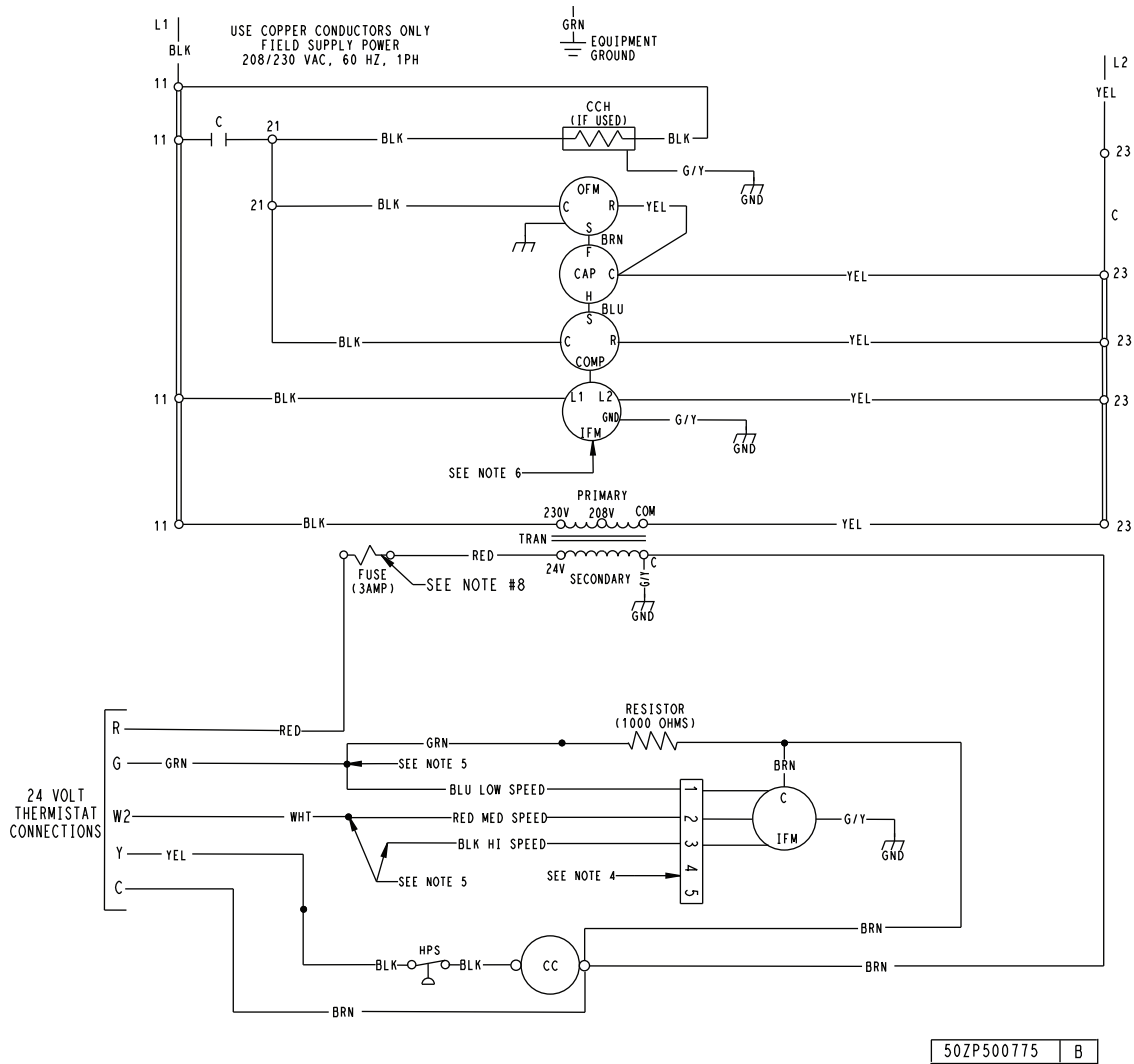 L1
BLK
USE COPPER CONDUCTORS ONLY
FIELD SUPPLY POWER
208/230 VAC, 60 HZ, 1PH
GRN
EQUIPMENT
GROUND
L2
YEL
11
CCH
(IF USED)
11
C
21
BLK
BLK
23
G/Y
GND
21
BLK
OFM
C
R
S
YEL
C
BRN
F
CAP
C
H
YEL
23
BLU
BLK
S
C
R
COMP
YEL
23
11
BLK
L1
L2
GND
IFM
YEL
23
G/Y
GND
SEE NOTE 6
PRIMARY
230V
208V
COM
11
BLK
YEL
23
TRAN
RED
24V
SECONDARY
C
G/Y
GND
FUSE
(3AMP)
SEE NOTE #8
RESISTOR
(1000 OHMS)
R
RED
GRN
G
GRN
SEE NOTE 5
BRN
BLU LOW SPEED
1
C
24 VOLT
THERMISTAT
CONNECTIONS
W2
WHT
RED MED SPEED
2
IFM
G/Y
GND
BLK HI SPEED
3
Y
YEL
SEE NOTE 5
SEE NOTE 4
4
C
5
BRN
HPS
BLK
BLK
CC
BRN
BRN
50ZP500775
B